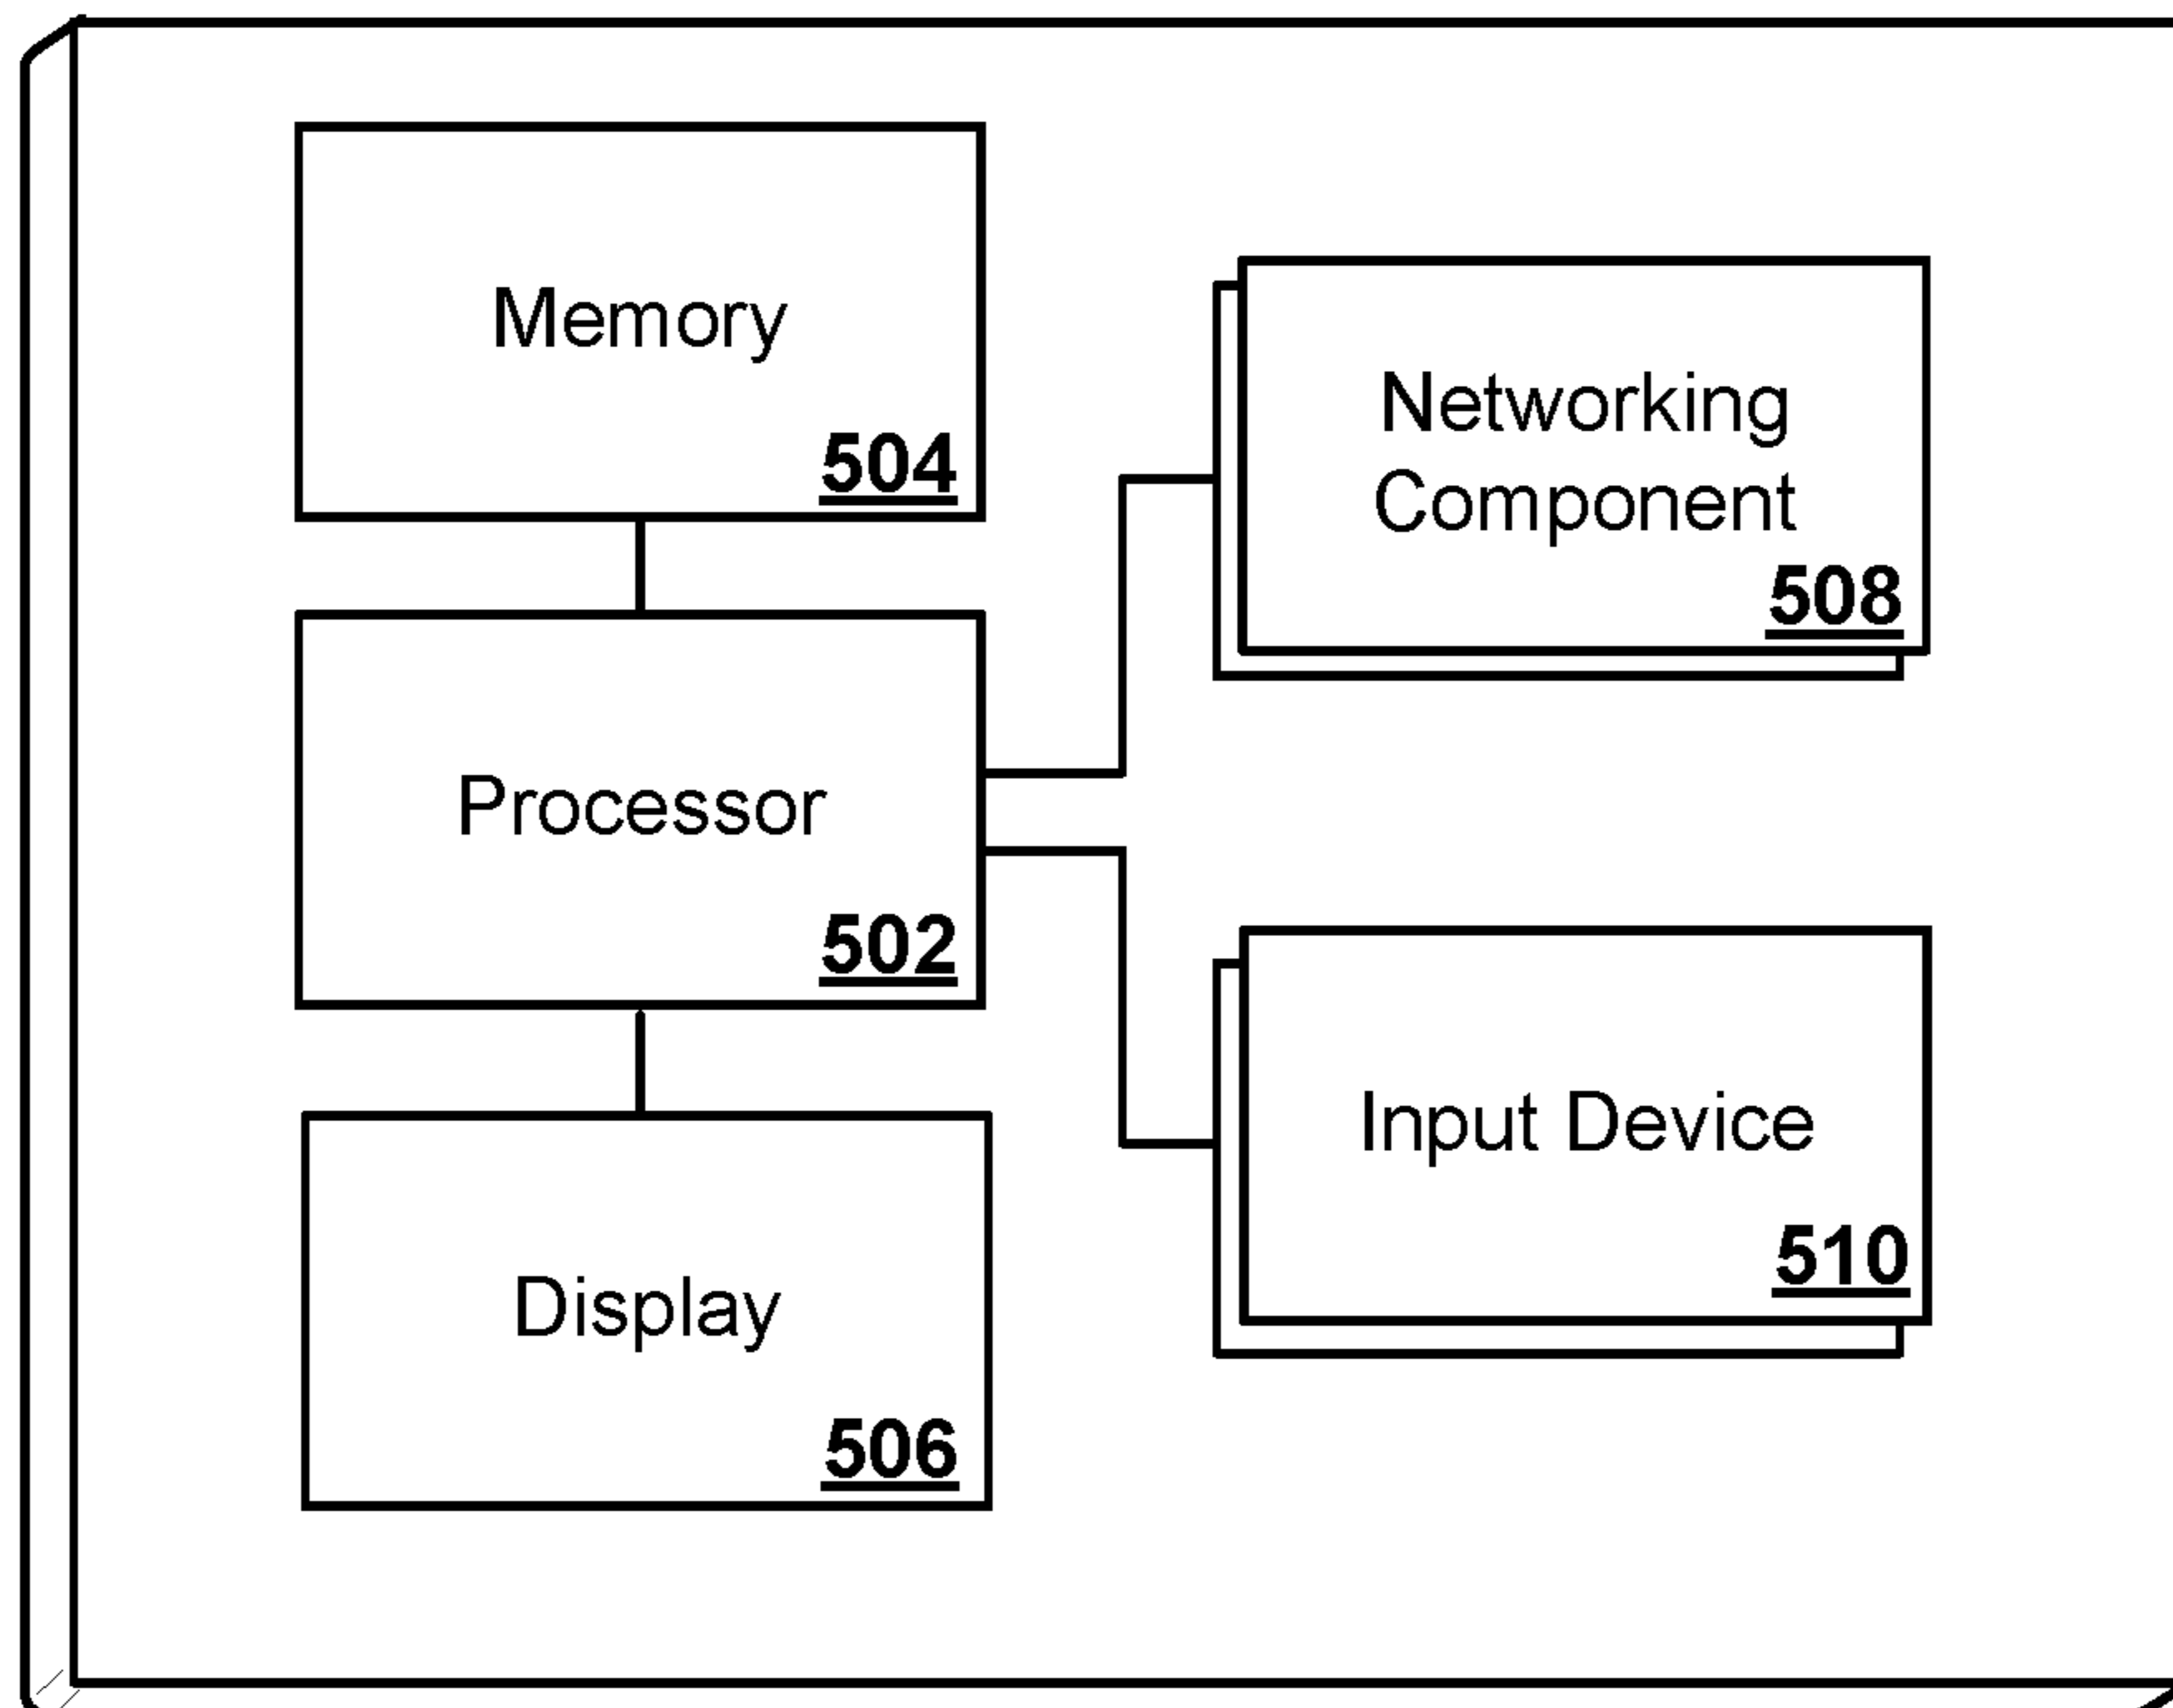 Memory
504
Networking
Component
508
Processor
502
Input Device
510
Display
506